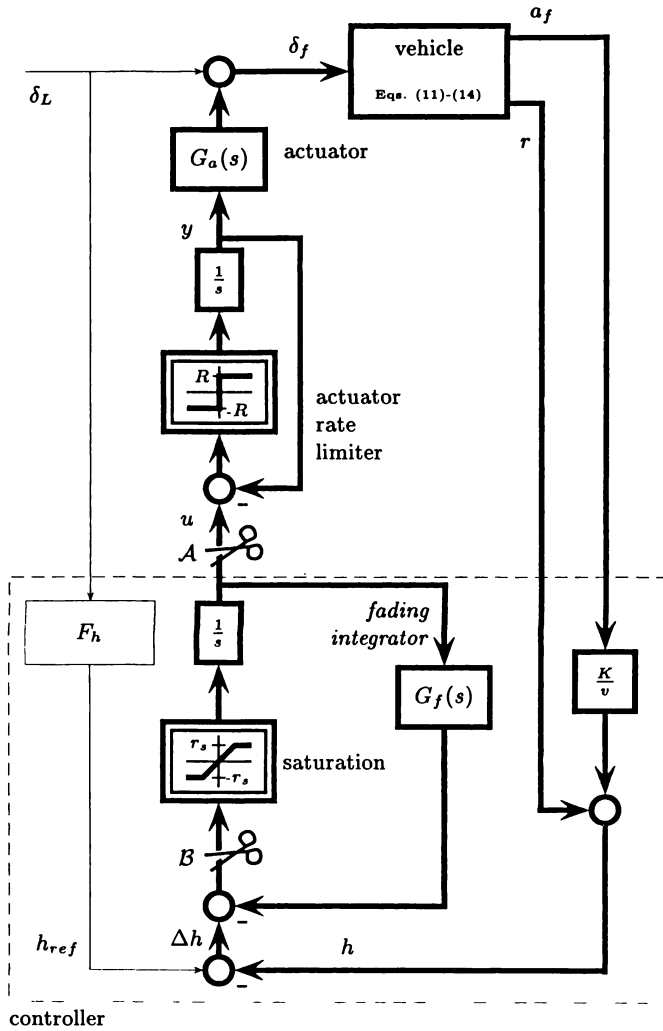 a_f
δ_f
vehicle
Eqs. (11)-(14)
δ_L
r
G_a(s)
actuator
y
1/s
R
-R
actuator
rate
limiter
-
u
𝒜
F_h
1/s
fading
integrator
G_f(s)
K/v
r_s
-r_s
saturation
ℬ
-
h_ref
Δh
h
-
controller